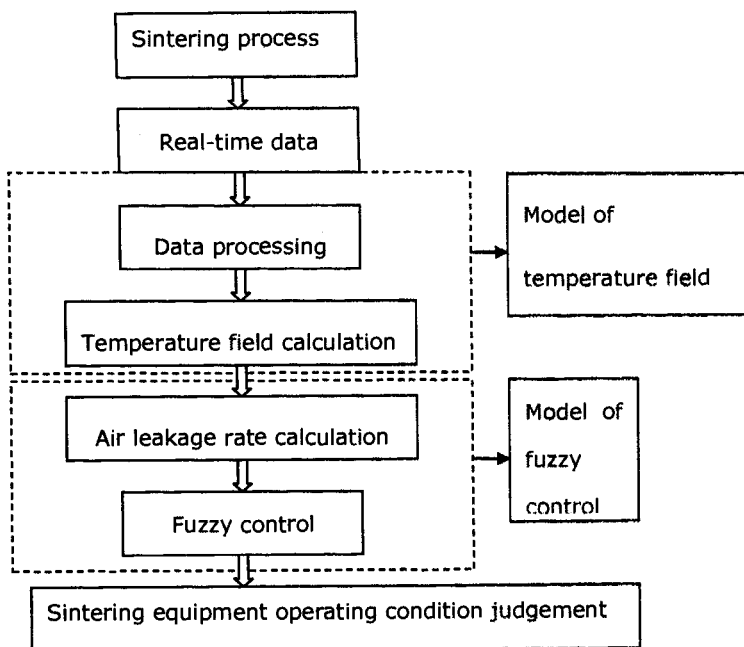 Sintering process
Real-time data
Data processing
Temperature field calculation
Model of
temperature field
Air leakage rate calculation
Fuzzy control
Model of
fuzzy
control
Sintering equipment operating condition judgement